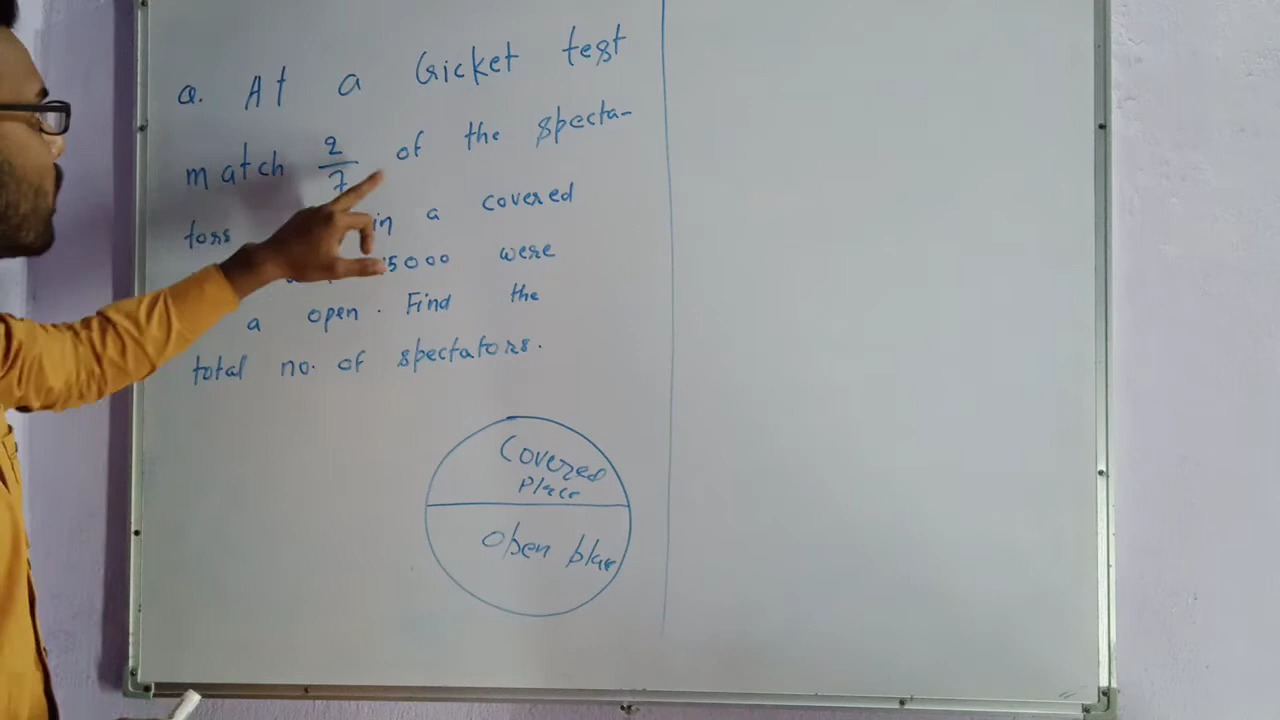 Q. At a Cricket test
match 2/7 of the specta-
tors in a covered
15000 were
a open. Find the
total no. of spectators.
Covered
Place
Open place